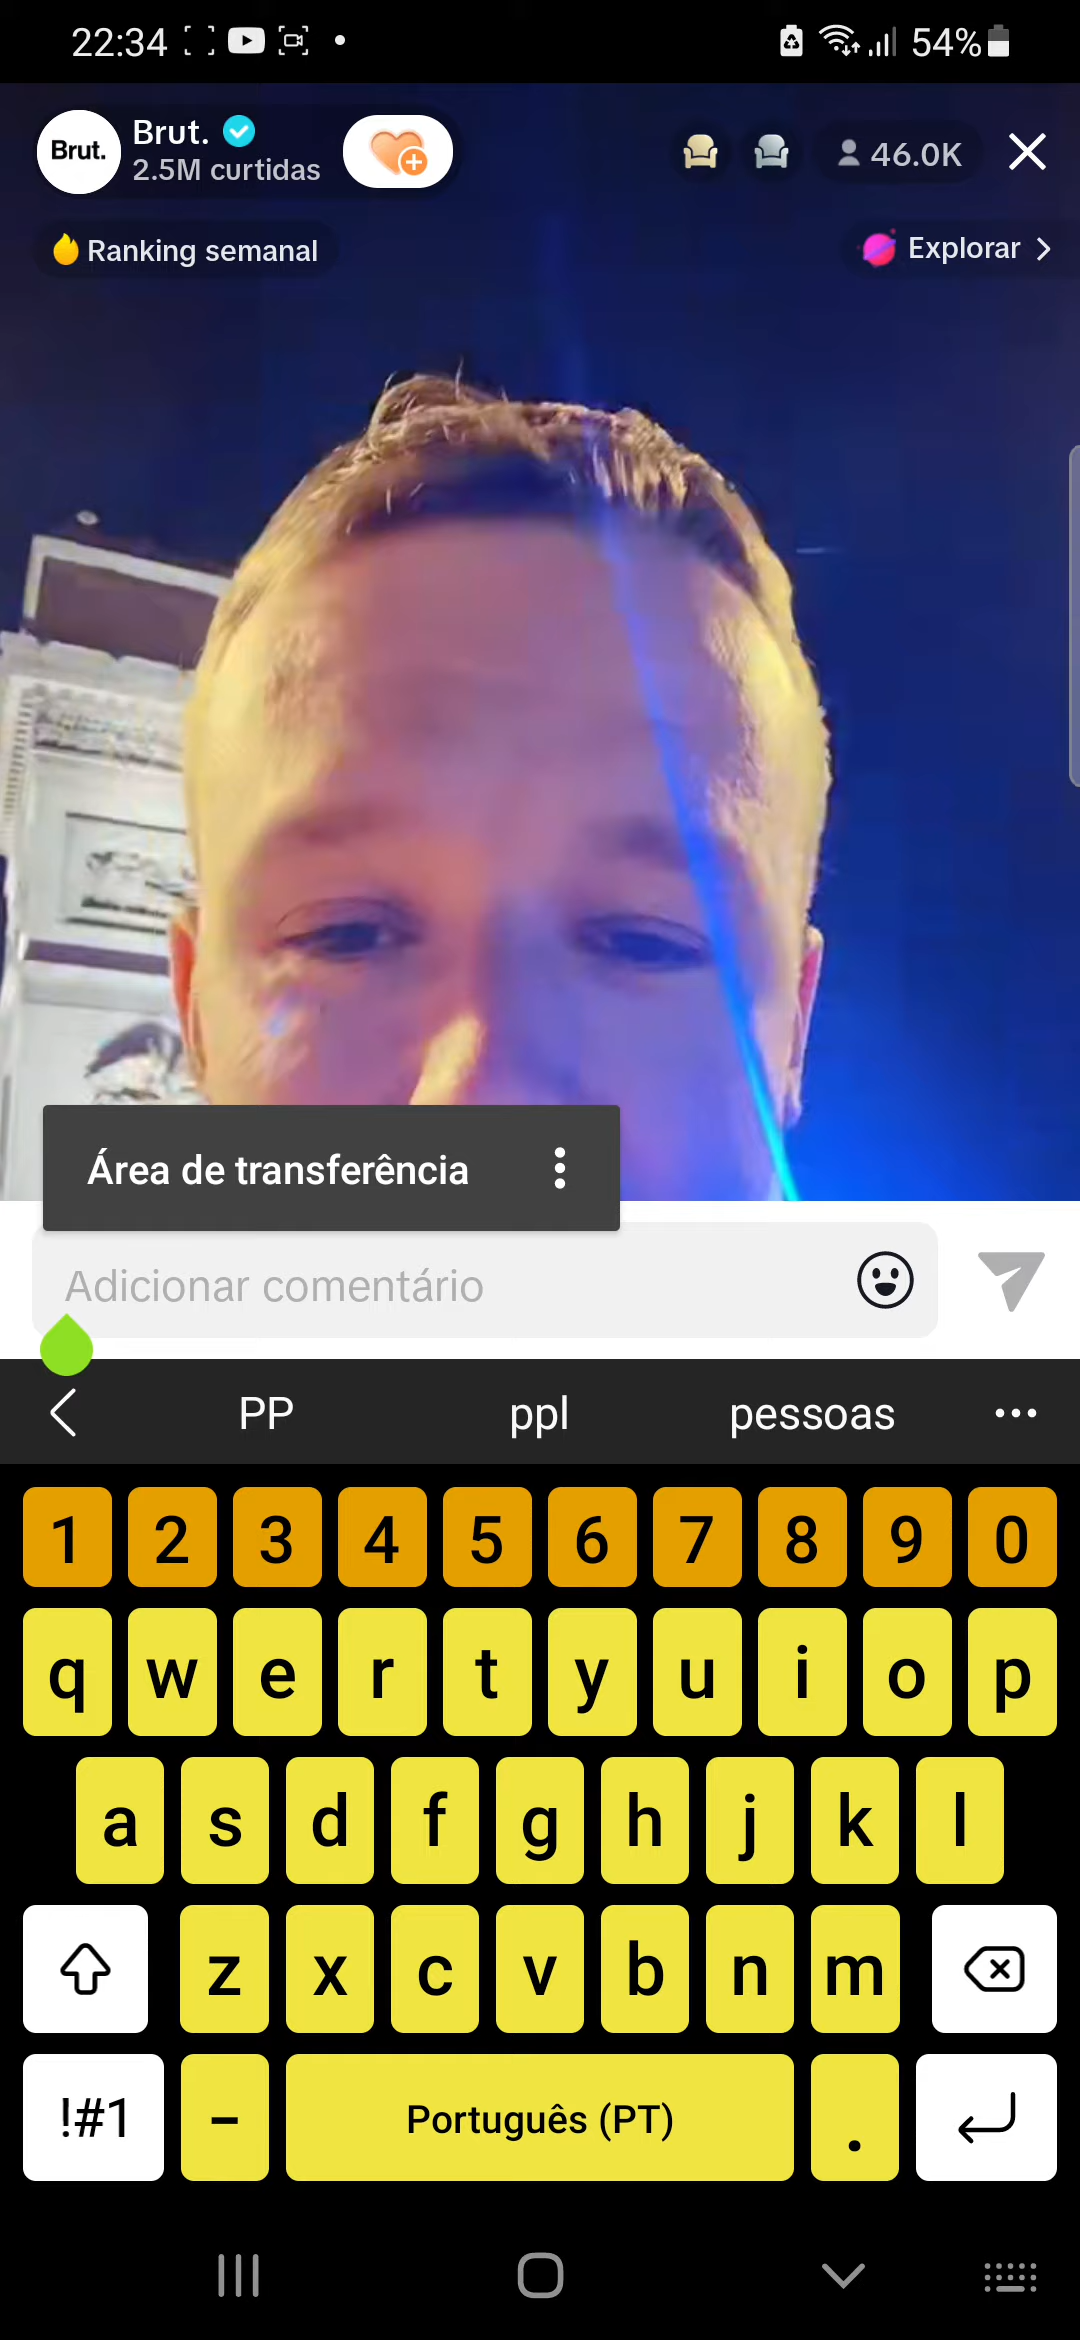 22:34
54%
Brut.
Brut.
2.5M curtidas
46.0K
Ranking semanal
Explorar
Área de transferência
Adicionar comentário
PP ppl pessoas
1 2 3 4 5 6 7 8 9 0
q w e r t y u i o p
a s d f g h j k l
z x c v b n m
!#1 - Português (PT) .